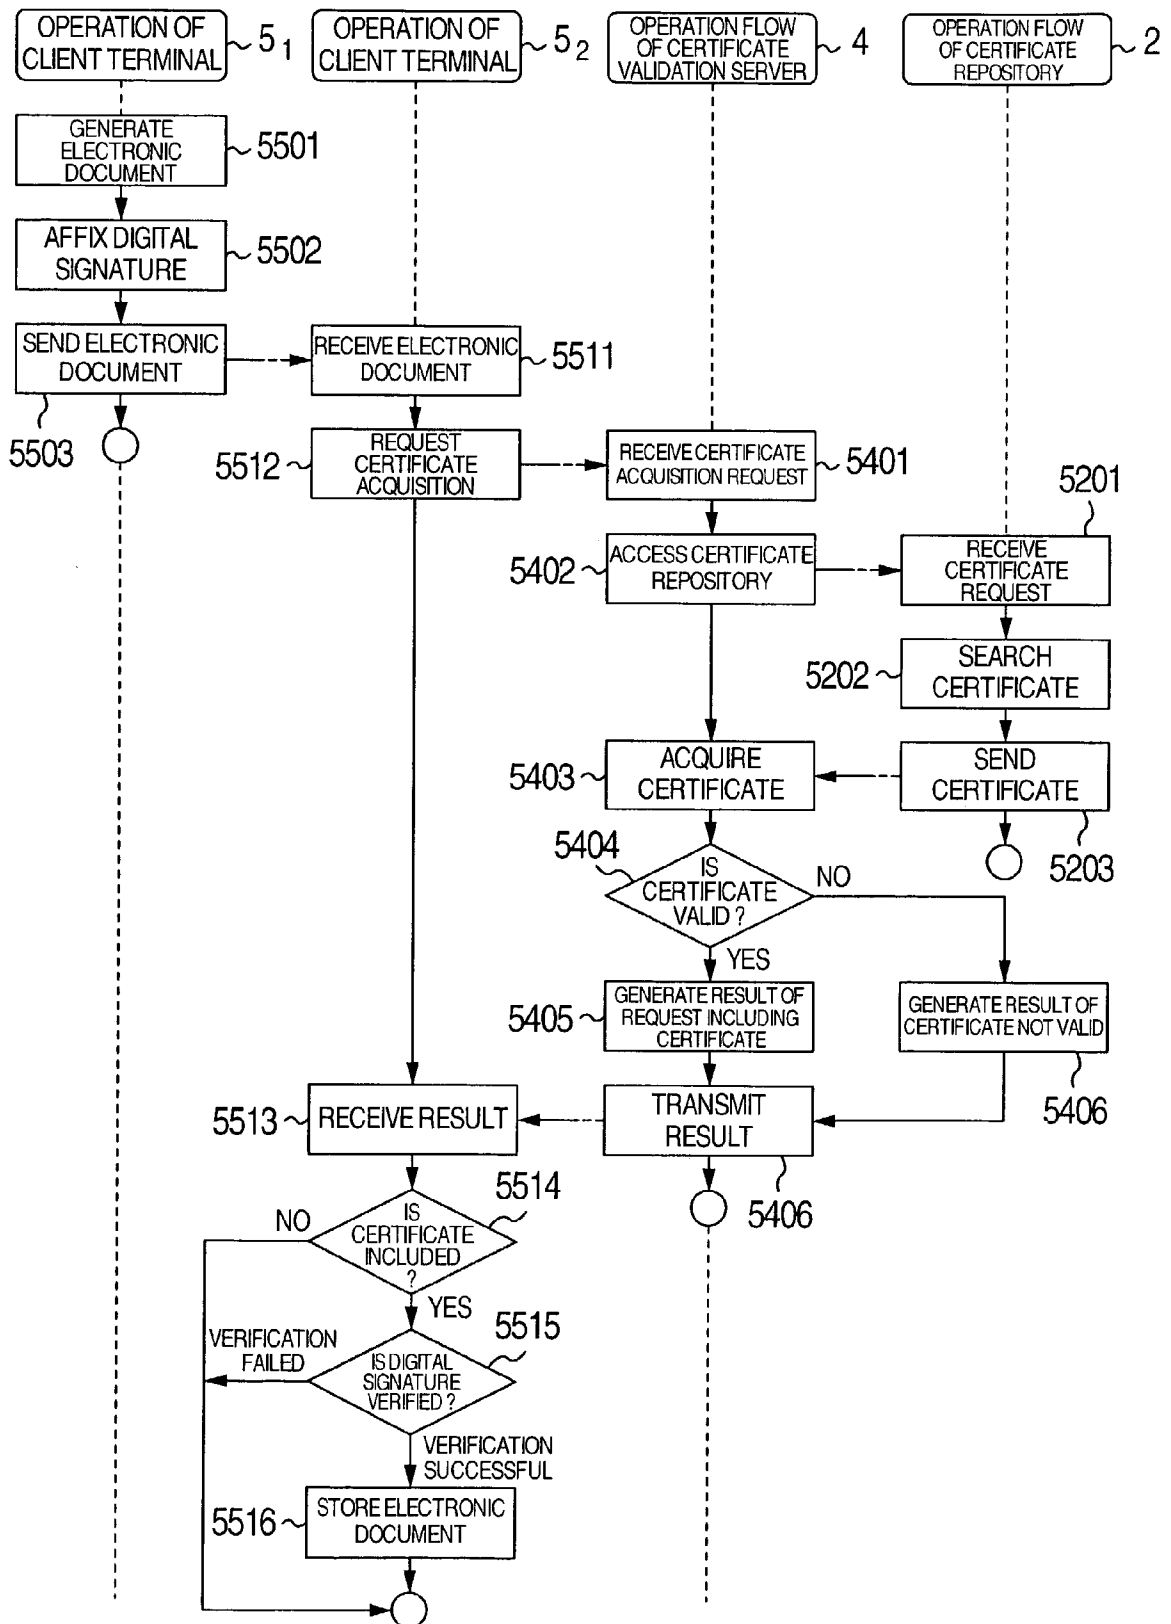 OPERATION OF
CLIENT TERMINAL
5₁
OPERATION OF
CLIENT TERMINAL
5₂
OPERATION FLOW
OF CERTIFICATE
VALIDATION SERVER
4
OPERATION FLOW
OF CERTIFICATE
REPOSITORY
2
GENERATE
ELECTRONIC
DOCUMENT
5501
AFFIX DIGITAL
SIGNATURE
5502
SEND ELECTRONIC
DOCUMENT
5503
RECEIVE ELECTRONIC
DOCUMENT
5511
5512
REQUEST
CERTIFICATE
ACQUISITION
RECEIVE CERTIFICATE
ACQUISITION REQUEST
5401
5402
ACCESS CERTIFICATE
REPOSITORY
5201
RECEIVE
CERTIFICATE
REQUEST
5202
SEARCH
CERTIFICATE
5403
ACQUIRE
CERTIFICATE
SEND
CERTIFICATE
5203
5404
IS
CERTIFICATE
VALID ?
NO
YES
5405
GENERATE RESULT OF
REQUEST INCLUDING
CERTIFICATE
GENERATE RESULT OF
CERTIFICATE NOT VALID
5406
5513
RECEIVE RESULT
TRANSMIT
RESULT
5406
5514
IS
CERTIFICATE
INCLUDED
?
NO
YES
5515
IS DIGITAL
SIGNATURE
VERIFIED ?
VERIFICATION
FAILED
VERIFICATION
SUCCESSFUL
5516
STORE ELECTRONIC
DOCUMENT